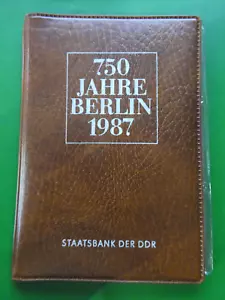 750
JAHRE
BERLIN
1987
STAATSBANK DER DDR